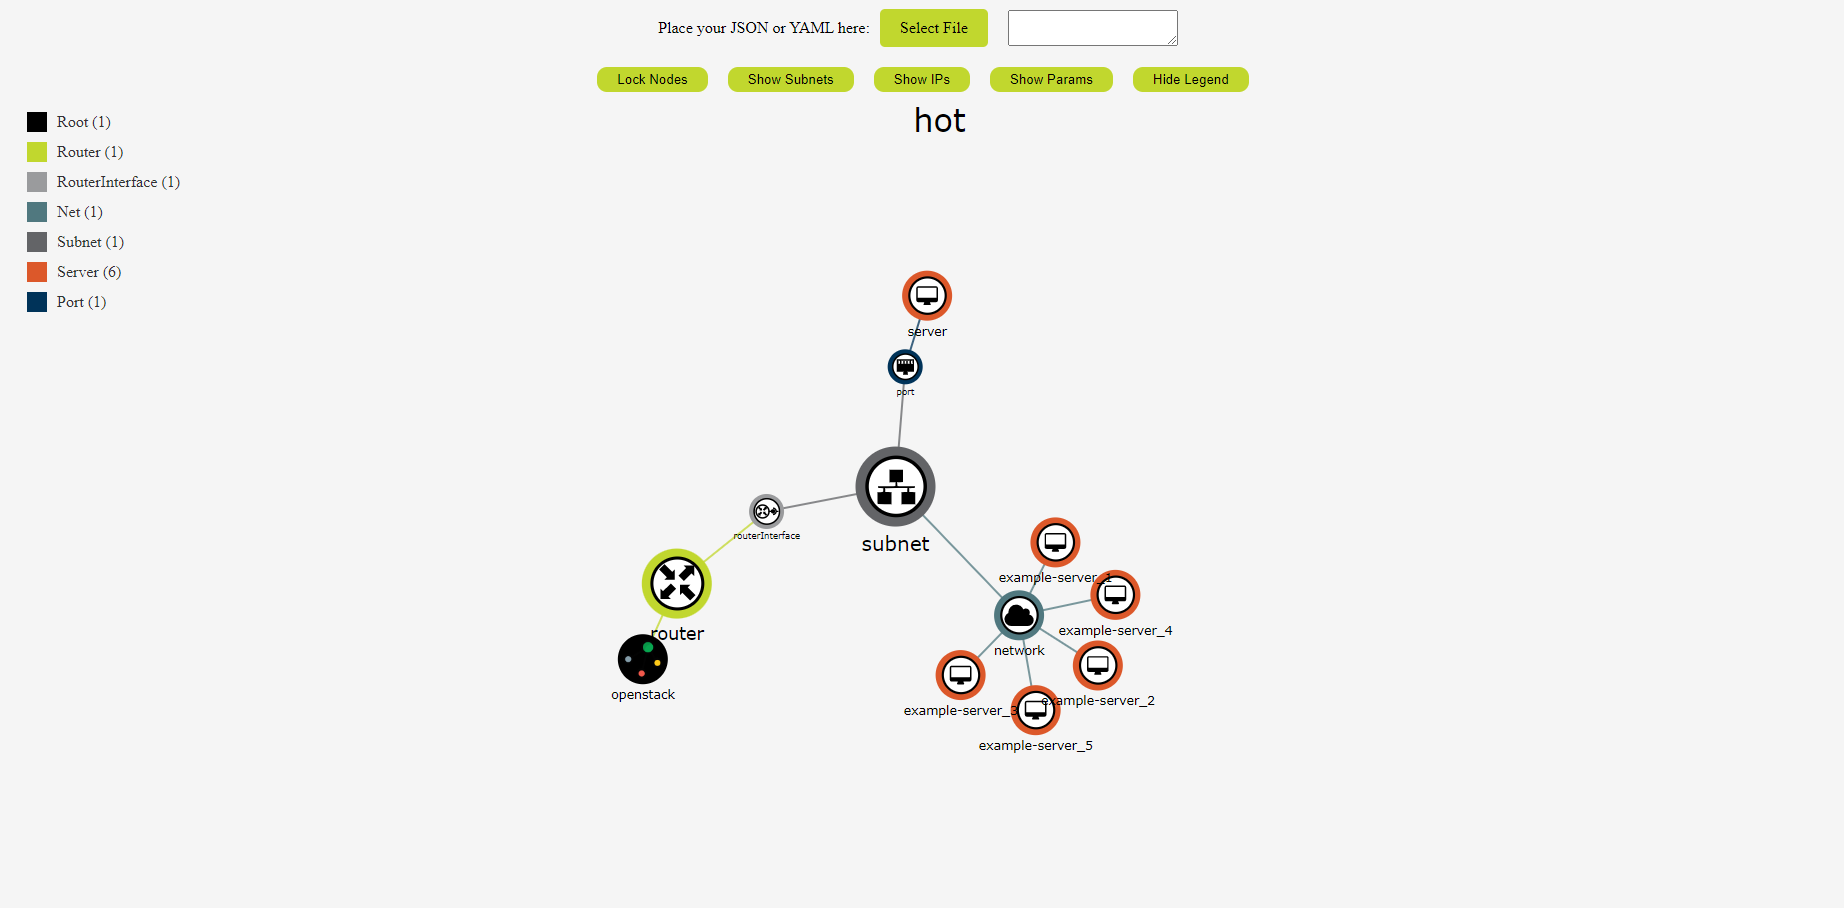 Place your JSON or YAML here:
Select File
Lock Nodes
Show Subnets
Show IPs
Show Params
Hide Legend
hot
Root (1)
Router (1)
RouterInterface (1)
Net (1)
Subnet (1)
Server (6)
Port (1)
server
port
subnet
routerInterface
router
openstack
example-server_1
example-server_4
network
example-server_2
example-server_3
example-server_5